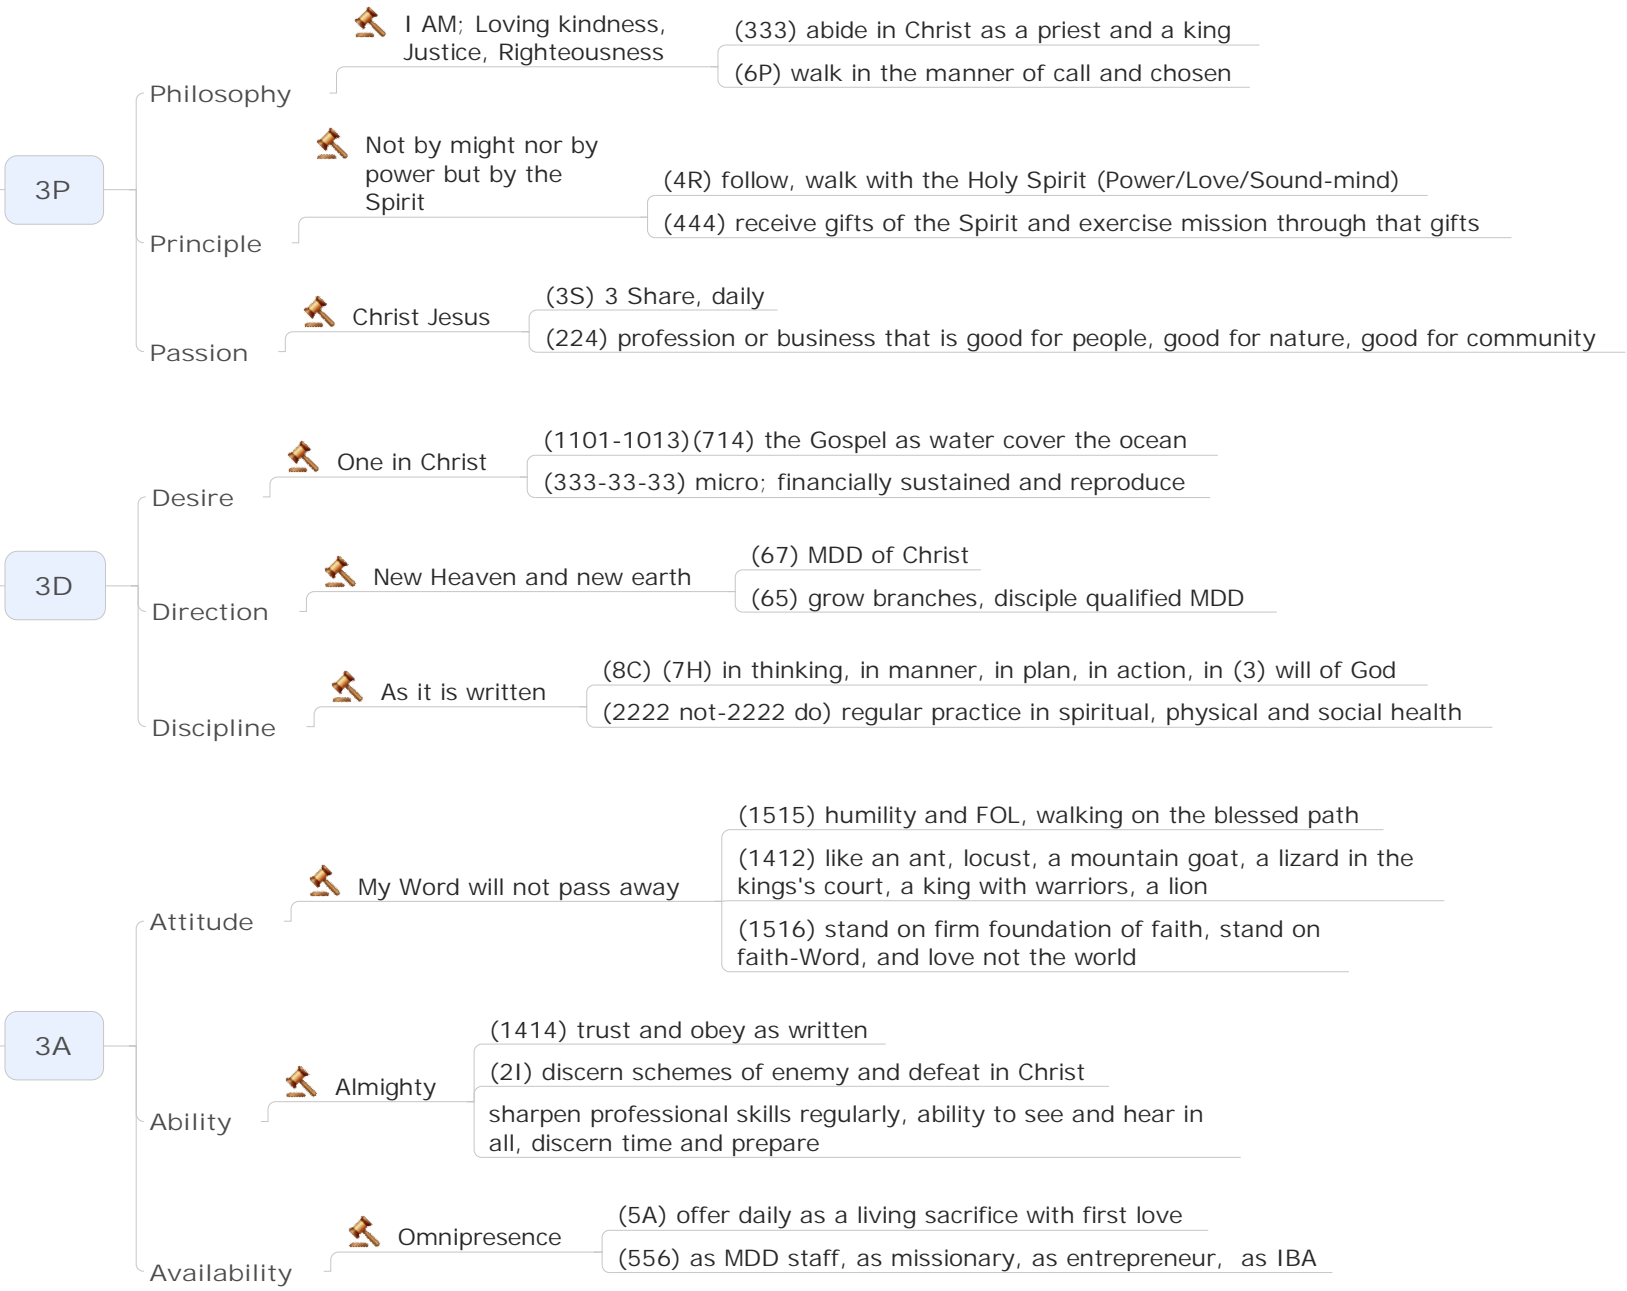 3P
Philosophy
I AM; Loving kindness,
Justice, Righteousness
(333) abide in Christ as a priest and a king
(6P) walk in the manner of call and chosen
Principle
Not by might nor by
power but by the
Spirit
(4R) follow, walk with the Holy Spirit (Power/Love/Sound-mind)
(444) receive gifts of the Spirit and exercise mission through that gifts
Passion
Christ Jesus
(3S) 3 Share, daily
(224) profession or business that is good for people, good for nature, good for community
3D
Desire
One in Christ
(1101-1013)(714) the Gospel as water cover the ocean
(333-33-33) micro; financially sustained and reproduce
Direction
New Heaven and new earth
(67) MDD of Christ
(65) grow branches, disciple qualified MDD
Discipline
As it is written
(8C) (7H) in thinking, in manner, in plan, in action, in (3) will of God
(2222 not-2222 do) regular practice in spiritual, physical and social health
3A
Attitude
My Word will not pass away
(1515) humility and FOL, walking on the blessed path
(1412) like an ant, locust, a mountain goat, a lizard in the
kings's court, a king with warriors, a lion
(1516) stand on firm foundation of faith, stand on
faith-Word, and love not the world
Ability
Almighty
(1414) trust and obey as written
(2I) discern schemes of enemy and defeat in Christ
sharpen professional skills regularly, ability to see and hear in
all, discern time and prepare
Availability
Omnipresence
(5A) offer daily as a living sacrifice with first love
(556) as MDD staff, as missionary, as entrepreneur,  as IBA